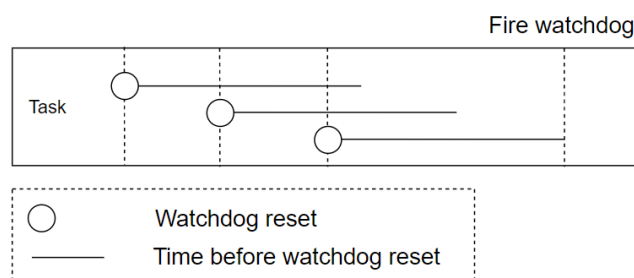 Fire watchdog
Task
Watchdog reset
Time before watchdog reset